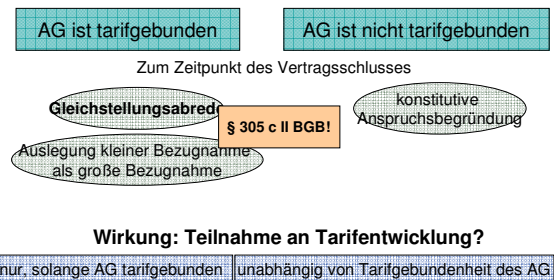 AG ist tarifgebunden
AG ist nicht tarifgebunden
Zum Zeitpunkt des Vertragsschlusses
Gleichstellungsabrede
§ 305 c II BGB!
konstitutive
Anspruchsbegründung
Auslegung kleiner Bezugnahme
als große Bezugnahme
Wirkung: Teilnahme an Tarifentwicklung?
nur, solange AG tarifgebunden
unabhängig von Tarifgebundenheit des AG